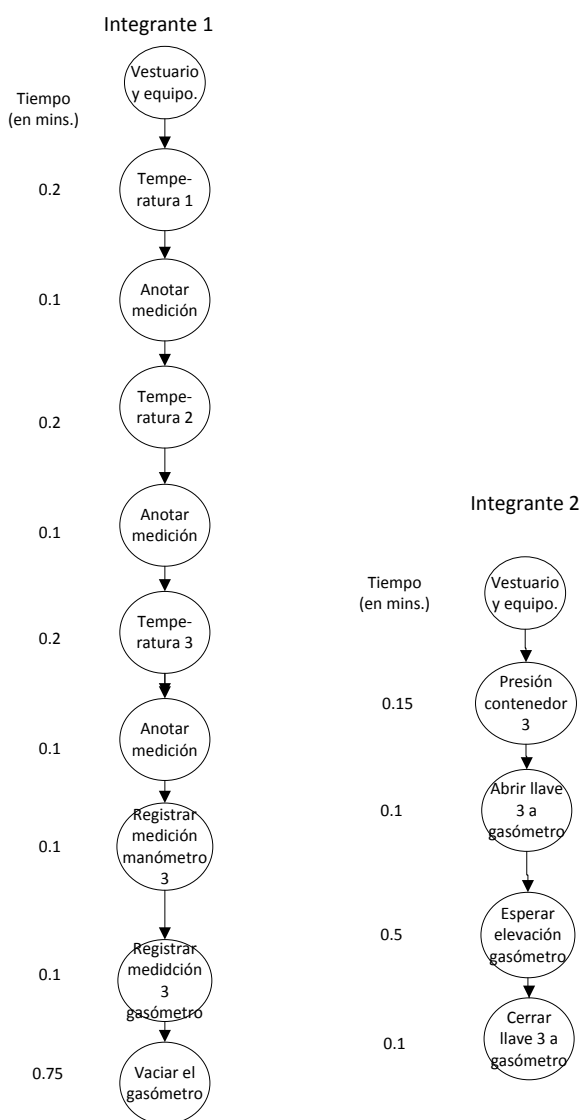 Integrante 1
Vestuario
y equipo.
Tiempo
(en mins.)
0.2
Tempe-
ratura 1
0.1
Anotar
medición
0.2
Tempe-
ratura 2
0.1
Anotar
medición
0.2
Tempe-
ratura 3
0.1
Anotar
medición
0.1
Registrar
medición
manómetro
3
0.1
Registrar
medidción
3
gasómetro
0.75
Vaciar el
gasómetro
Integrante 2
Tiempo
(en mins.)
Vestuario
y equipo.
0.15
Presión
contenedor
3
0.1
Abrir llave
3 a
gasómetro
0.5
Esperar
elevación
gasómetro
0.1
Cerrar
llave 3 a
gasómetro